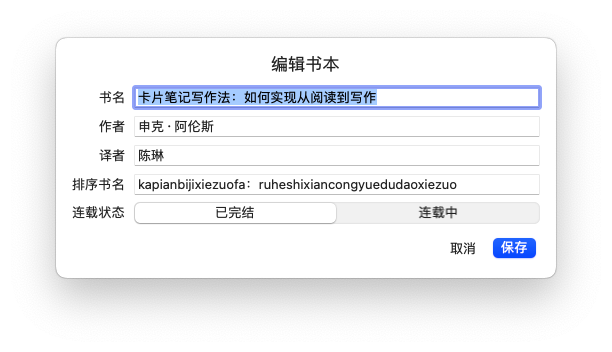 编辑书本
书名 卡片笔记写作法：如何实现从阅读到写作
作者 申克·阿伦斯
译者 陈琳
排序书名 kapianbijixiezuofa：ruheshixiancongyuedudaoxiezuo
连载状态 已完结 连载中
取消 保存